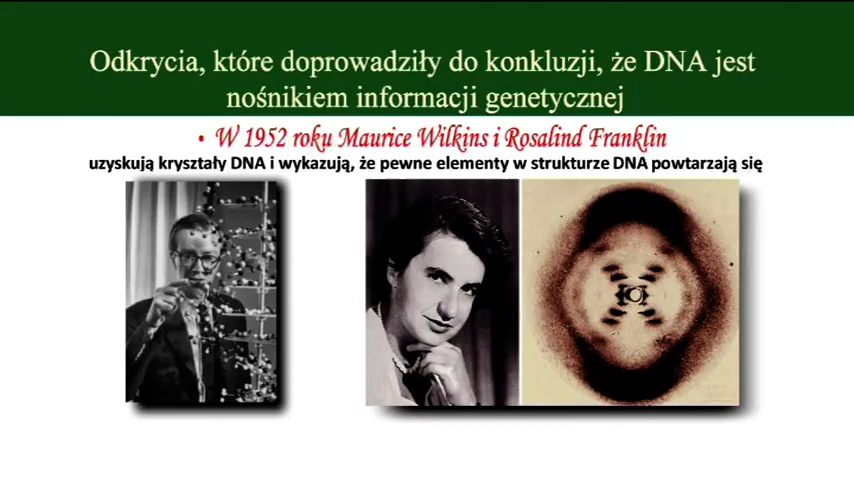 Odkrycia, które doprowadziły do konkluzji, że DNA jest
nośnikiem informacji genetycznej
• W 1952 roku Maurice Wilkins i Rosalind Franklin
uzyskują kryształy DNA i wykazują, że pewne elementy w strukturze DNA powtarzają się